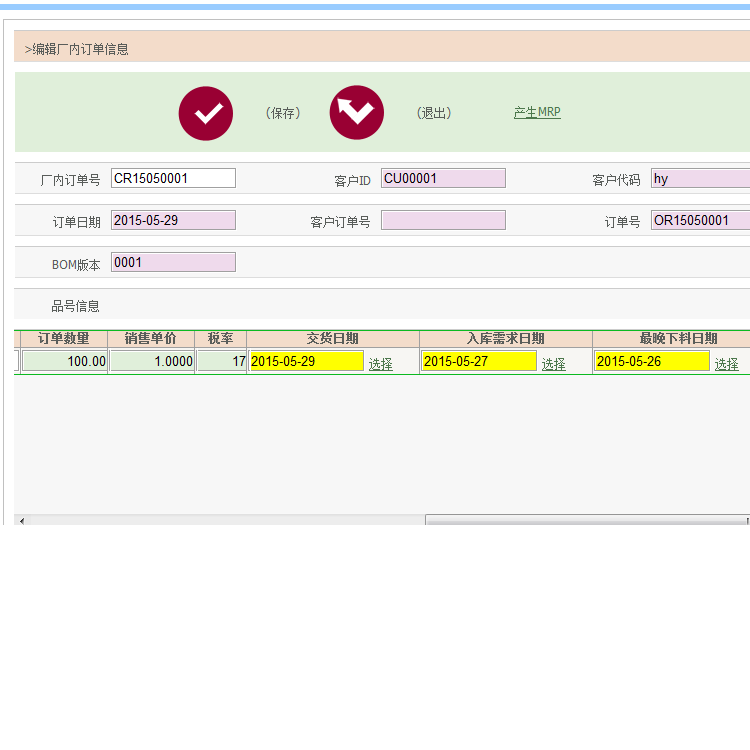 >编辑厂内订单信息
（保存） （退出） 产生MRP
厂内订单号 CR15050001 客户ID CU00001 客户代码 hy
订单日期 2015-05-29 客户订单号 订单号 OR15050001
BOM版本 0001
品号信息
订单数量 销售单价 税率 交货日期 入库需求日期 最晚下料日期
100.00 1.0000 17 2015-05-29 选择 2015-05-27 选择 2015-05-26 选择